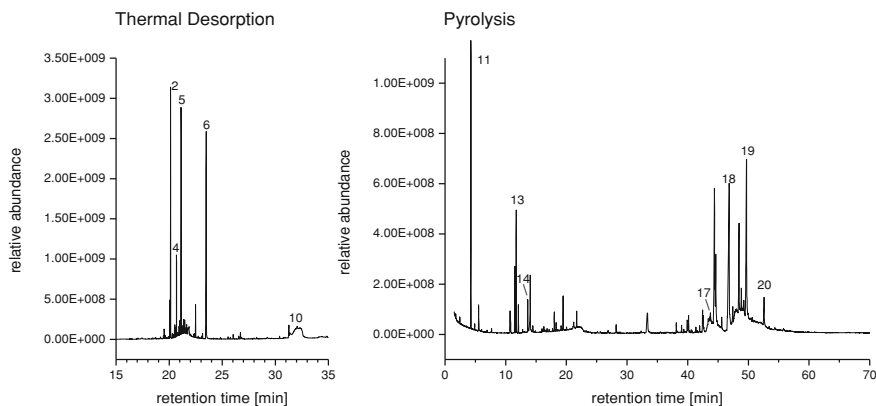 Thermal Desorption
3.50E+009
3.00E+009
2.50E+009
2.00E+009
1.50E+009
1.00E+009
5.00E+008
0.00E+000
relative abundance
2
5
6
4
10
15 20 25 30 35
retention time [min]
Pyrolysis
1.00E+009
8.00E+008
6.00E+008
4.00E+008
2.00E+008
0.00E+000
relative abundance
11
13
14
17
18
19
20
0 10 20 30 40 50 60 70
retention time [min]